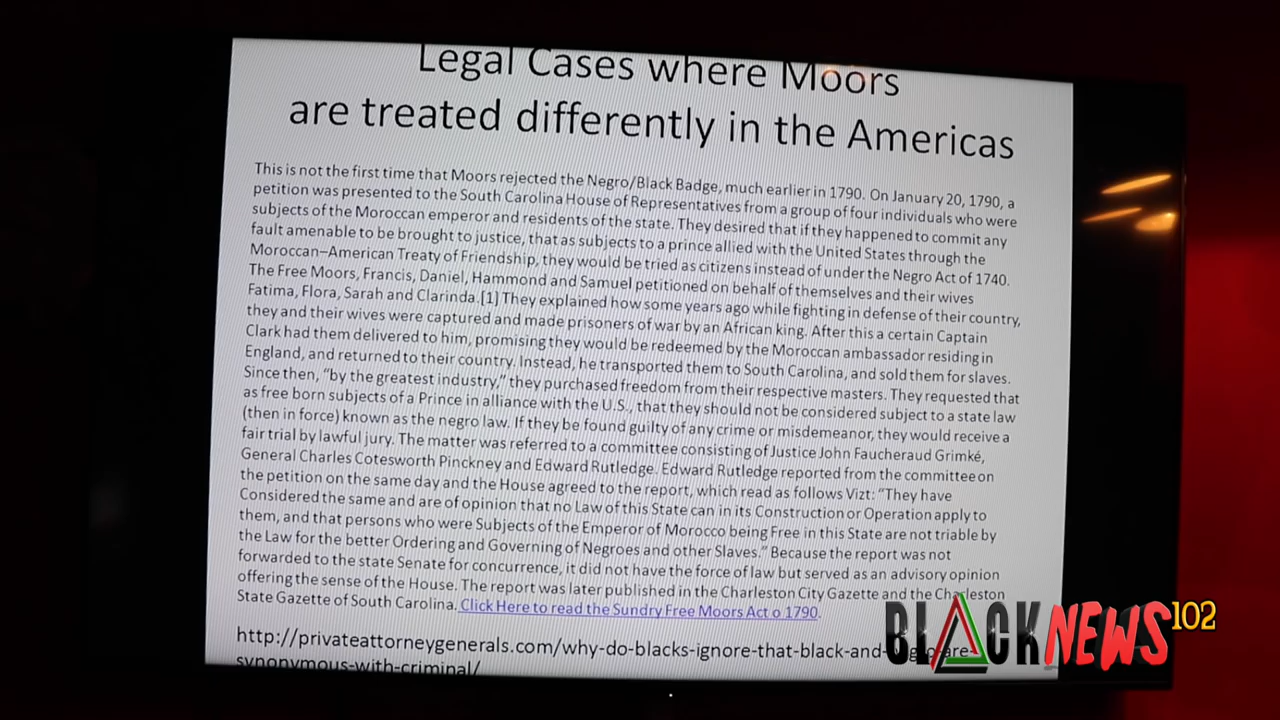 Legal Cases where Moors
are treated differently in the Americas
This is not the first time that Moors rejected the Negro/Black Badge, much earlier in 1790. On January 20, 1790, a
petition was presented to the South Carolina House of Representatives from a group of four individuals who were
subjects of the Moroccan emperor and residents of the state. They desired that if they happened to commit any
fault amenable to be brought to justice, that as subjects to a prince allied with the United States through the
Moroccan–American Treaty of Friendship, they would be tried as citizens instead of under the Negro Act of 1740.
The Free Moors, Francis, Daniel, Hammond and Samuel petitioned on behalf of themselves and their wives
Fatima, Flora, Sarah and Clarinda.[1] They explained how some years ago while fighting in defense of their country,
they and their wives were captured and made prisoners of war by an African king. After this a certain Captain
Clark had them delivered to him, promising they would be redeemed by the Moroccan ambassador residing in
England, and returned to their country. Instead, he transported them to South Carolina, and sold them for slaves.
Since then, “by the greatest industry,” they purchased freedom from their respective masters. They requested that
as free born subjects of a Prince in alliance with the U.S., that they should not be considered subject to a state law
(then in force) known as the negro law. If they be found guilty of any crime or misdemeanor, they would receive a
fair trial by lawful jury. The matter was referred to a committee consisting of Justice John Faucheraud Grimké,
General Charles Cotesworth Pinckney and Edward Rutledge. Edward Rutledge reported from the committee on
the petition on the same day and the House agreed to the report, which read as follows Vizt: “They have
Considered the same and are of opinion that no Law of this State can in its Construction or Operation apply to
them, and that persons who were Subjects of the Emperor of Morocco being Free in this State are not triable by
the Law for the better Ordering and Governing of Negroes and other Slaves.” Because the report was not
forwarded to the state Senate for concurrence, it did not have the force of law but served as an advisory opinion
offering the sense of the House. The report was later published in the Charleston City Gazette and the Charleston
State Gazette of South Carolina. Click Here to read the Sundry Free Moors Act o 1790.
http://privateattorneygenerals.com/why-do-blacks-ignore-that-black-and-
synonymous-with-criminal/
BLACKNEWS102